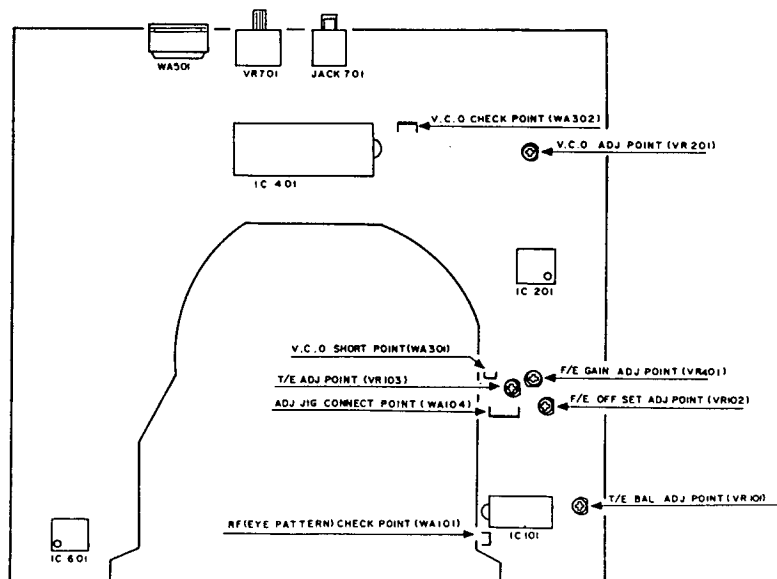 WA501
VR701
JACK 701
V.C.O CHECK POINT (WA302)
V.C.O ADJ POINT (VR 201)
IC 401
IC 201
V.C.O SHORT POINT (WA301)
T/E ADJ POINT (VR103)
F/E GAIN ADJ POINT (VR401)
ADJ JIG CONNECT POINT (WA104)
F/E OFF SET ADJ POINT (VR102)
T/E BAL ADJ POINT (VR101)
RF (EYE PATTERN) CHECK POINT (WA101)
IC101
IC 601